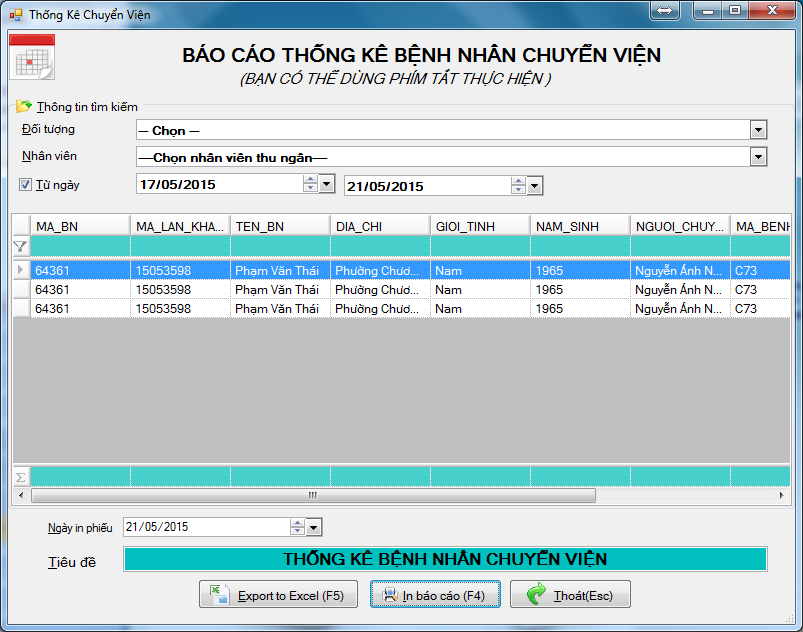 Thống Kê Chuyển Viện
BÁO CÁO THỐNG KÊ BỆNH NHÂN CHUYỂN VIỆN
(BẠN CÓ THỂ DÙNG PHÍM TẮT THỰC HIỆN )
Thông tin tìm kiếm
Đối tượng
--- Chọn ---
Nhân viên
----Chọn nhân viên thu ngân----
Từ ngày 17/05/2015 21/05/2015
MA_BN MA_LAN_KHA... TEN_BN DIA_CHI GIOI_TINH NAM_SINH NGUOI_CHUY... MA_BENH
64361 15053598 Phạm Văn Thái Phường Chươ... Nam 1965 Nguyễn Ánh N... C73
64361 15053598 Phạm Văn Thái Phường Chươ... Nam 1965 Nguyễn Ánh N... C73
64361 15053598 Phạm Văn Thái Phường Chươ... Nam 1965 Nguyễn Ánh N... C73
Σ
Ngày in phiếu 21/05/2015
Tiêu đề THỐNG KÊ BỆNH NHÂN CHUYỂN VIỆN
Export to Excel (F5) In báo cáo (F4) Thoát(Esc)